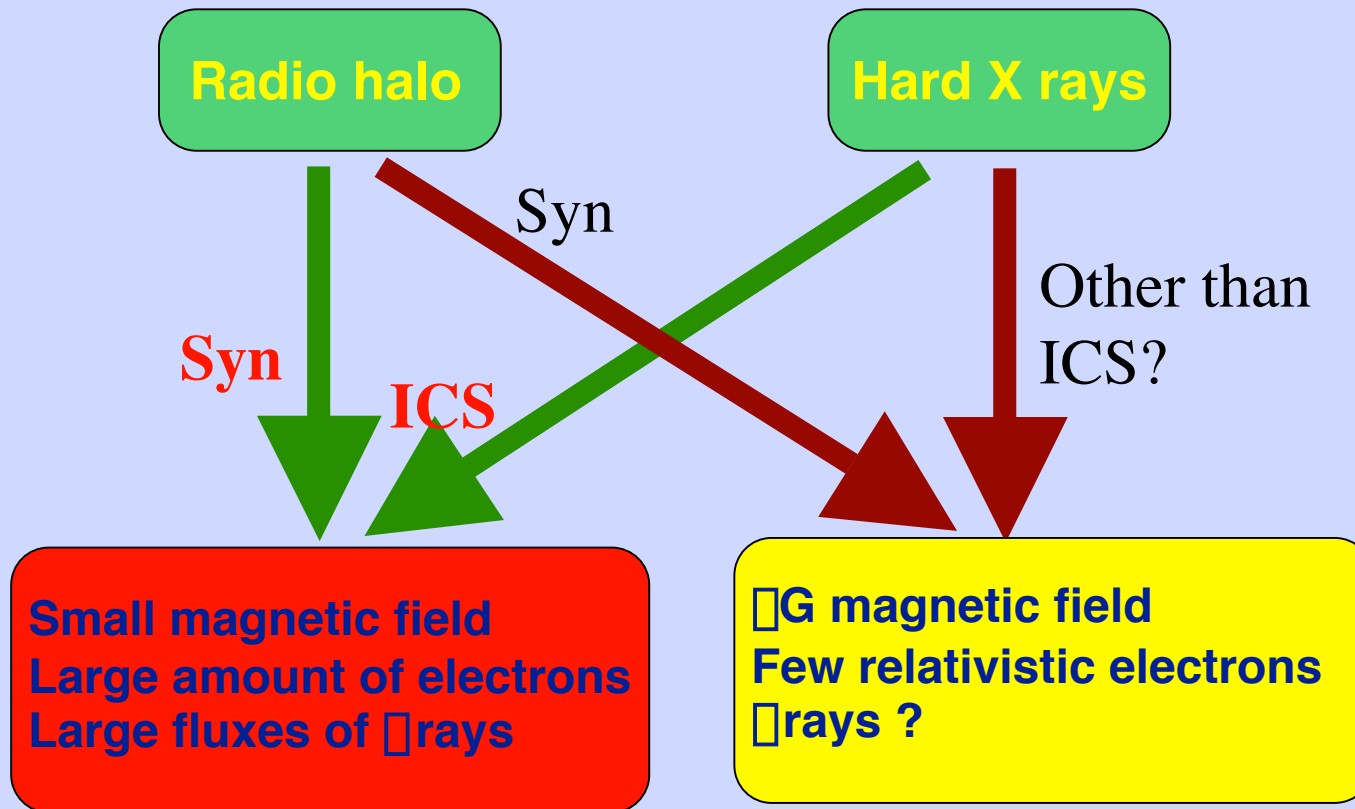 Radio halo
Hard X rays
Syn
Other than
ICS?
Syn
ICS
Small magnetic field
Large amount of electrons
Large fluxes of ▯rays
▯G magnetic field
Few relativistic electrons
▯rays ?